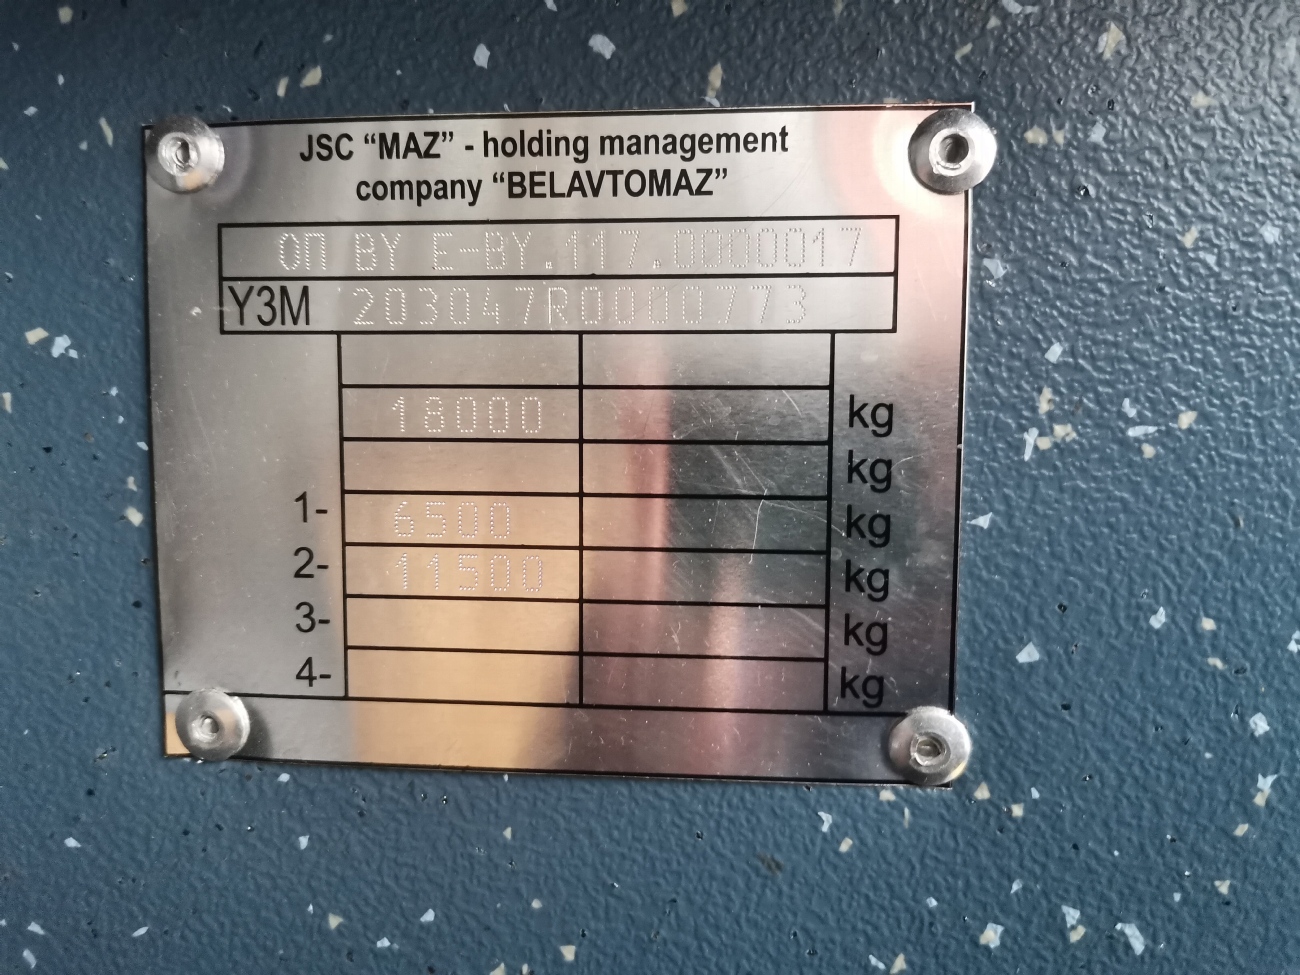 JSC “MAZ” - holding management
company “BELAVTOMAZ”
ОП BY E-BY.117.0000017
Y3M 203047R0000773
18000 kg
kg
1- 6500 kg
2- 11500 kg
3- kg
4- kg